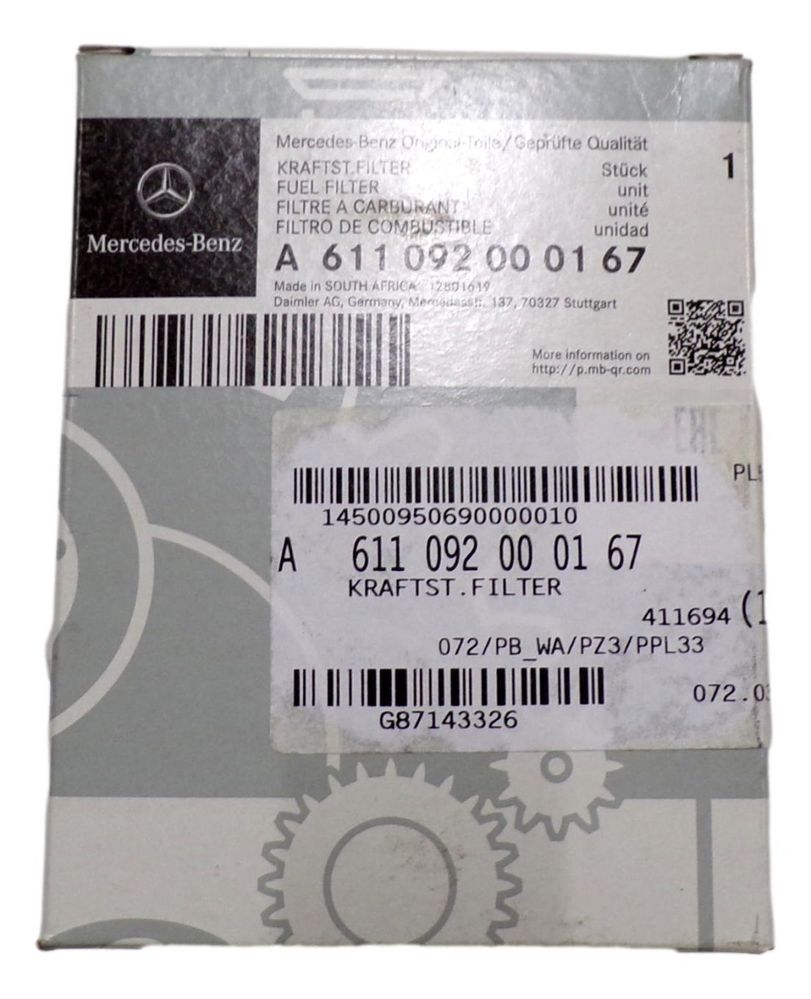 Mercedes-Benz Original-Teile/Geprüfte Qualität
KRAFTST.FILTER Stück 1
FUEL FILTER unit
FILTRE A CARBURANT unité
FILTRO DE COMBUSTIBLE unidad
Mercedes-Benz
A 611 092 00 01 67
Made in SOUTH AFRICA 12801619
Daimler AG, Germany, Mercedesstr. 137, 70327 Stuttgart
More information on
http://p.mb-qr.com
14500950690000010
A 611 092 00 01 67
KRAFTST.FILTER
411694
072/PB_WA/PZ3/PPL33
G87143326